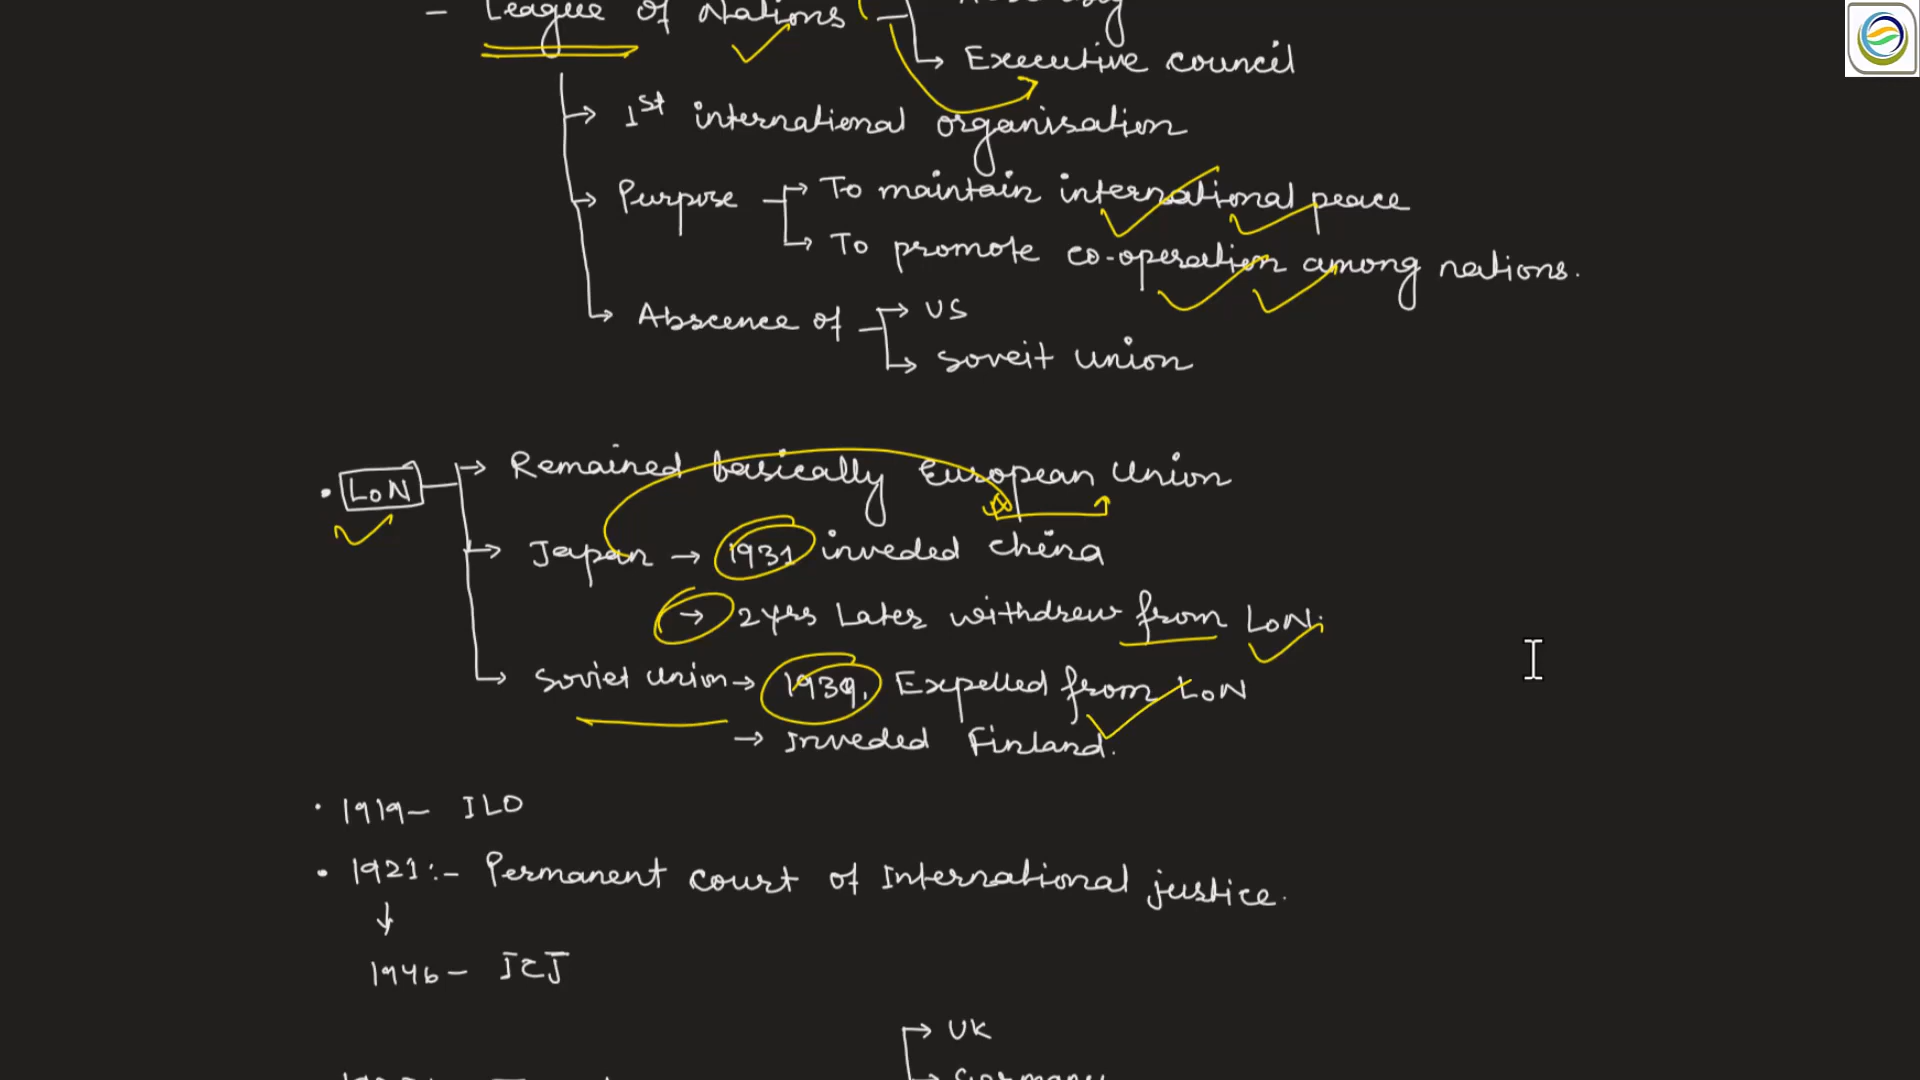 - League of Nations
Executive council
1st international organisation
Purpose → To maintain international peace
→ To promote co-operation among nations.
Abscence of → US
→ Soveit Union
• LoN → Remained basically European Union
Japan → 1931 inveded China
→ 2yrs Later withdrew from LoN.
Soviet Union → 1939. Expelled from LoN
→ Inveded Finland.
• 1919 - ILO
• 1921 :- Permanent court of International justice.
↓
1946 - ICJ
→ UK
Germany